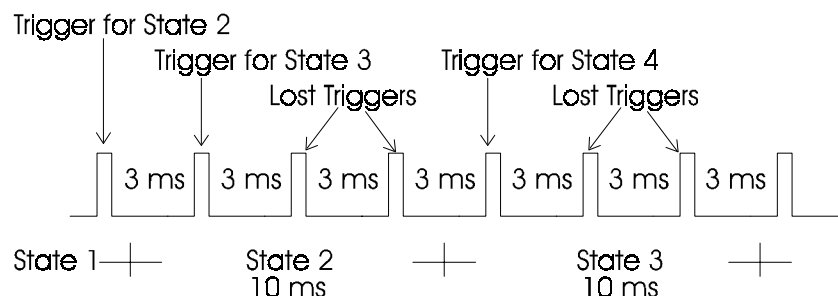 Trigger for State 2
Trigger for State 3
Trigger for State 4
Lost Triggers
Lost Triggers
3 ms
3 ms
3 ms
3 ms
3 ms
3 ms
3 ms
State 1
State 2
State 3
10 ms
10 ms